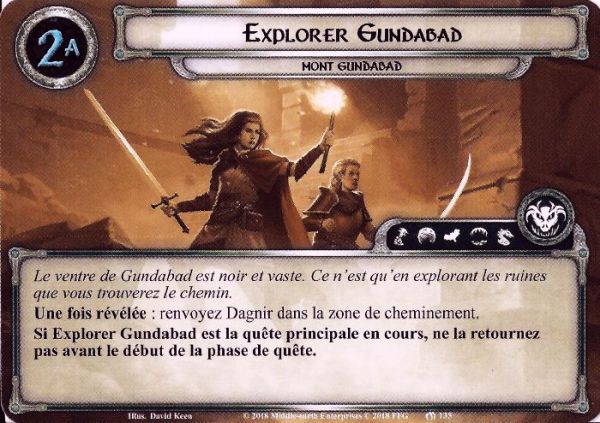 2A
EXPLORER GUNDABAD
MONT GUNDABAD
Le ventre de Gundabad est noir et vaste. Ce n'est qu'en explorant les ruines
que vous trouverez le chemin.
Une fois révélée : renvoyez Dagnir dans la zone de cheminement.
Si Explorer Gundabad est la quête principale en cours, ne la retournez
pas avant le début de la phase de quête.
Illus. David Keen
© 2018 Middle-earth Enterprises © 2018 FFG
135